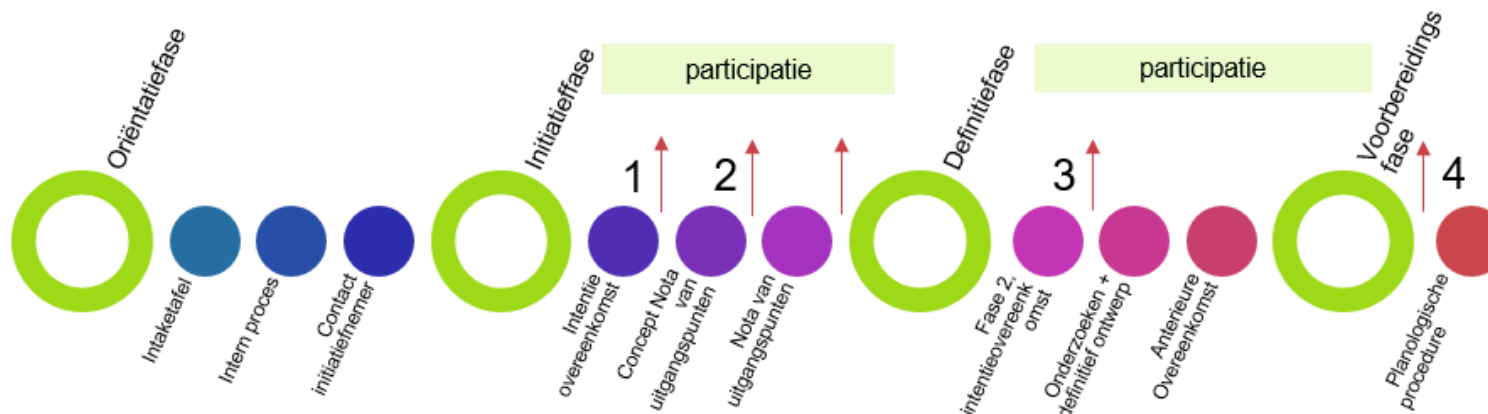 Oriëntatiefase
Intaketafel
Intern proces
Contact
initiatiefnemer
Initiatieffase
participatie
1
2
Intentie
overeenkomst
Concept Nota
van
uitgangspunten
Nota van
uitgangspunten
Definitiefase
participatie
3
Fase 2,
intentieovereenk
omst
Onderzoeken +
definitief ontwerp
Anterieure
Overeenkomst
Voorbereidings
fase
4
Planologische
procedure